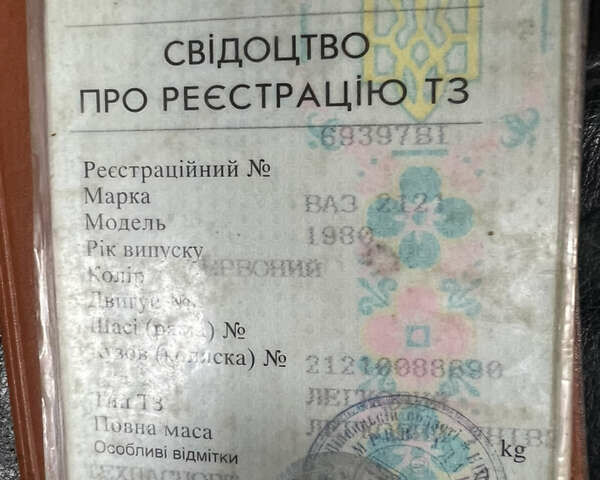 СВІДОЦТВО
ПРО РЕЄСТРАЦІЮ ТЗ
69397ВІ
Реєстраційний №
Марка
ВАЗ 2121
Модель
1980
Рік випуску
Колір ЧЕРВОНИЙ
Двигун №
Шасі (рама) №
Кузов (коляска) № 21210088690
Тип ТЗ
Повна маса kg
Особливі відмітки